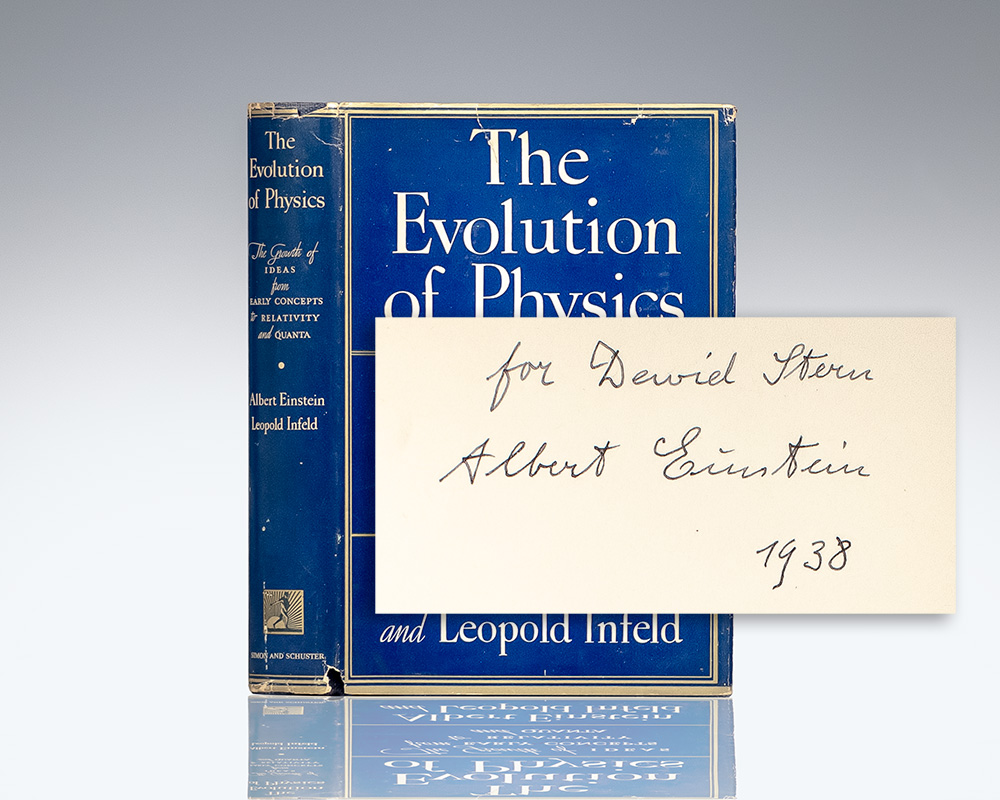 The
Evolution
of Physics
The Growth of
IDEAS
from
EARLY CONCEPTS
to RELATIVITY
and QUANTA
Albert Einstein
Leopold Infeld
SIMON AND SCHUSTER
The
Evolution
of Physics
for Dewid Stern
Albert Einstein
1938
and Leopold Infeld